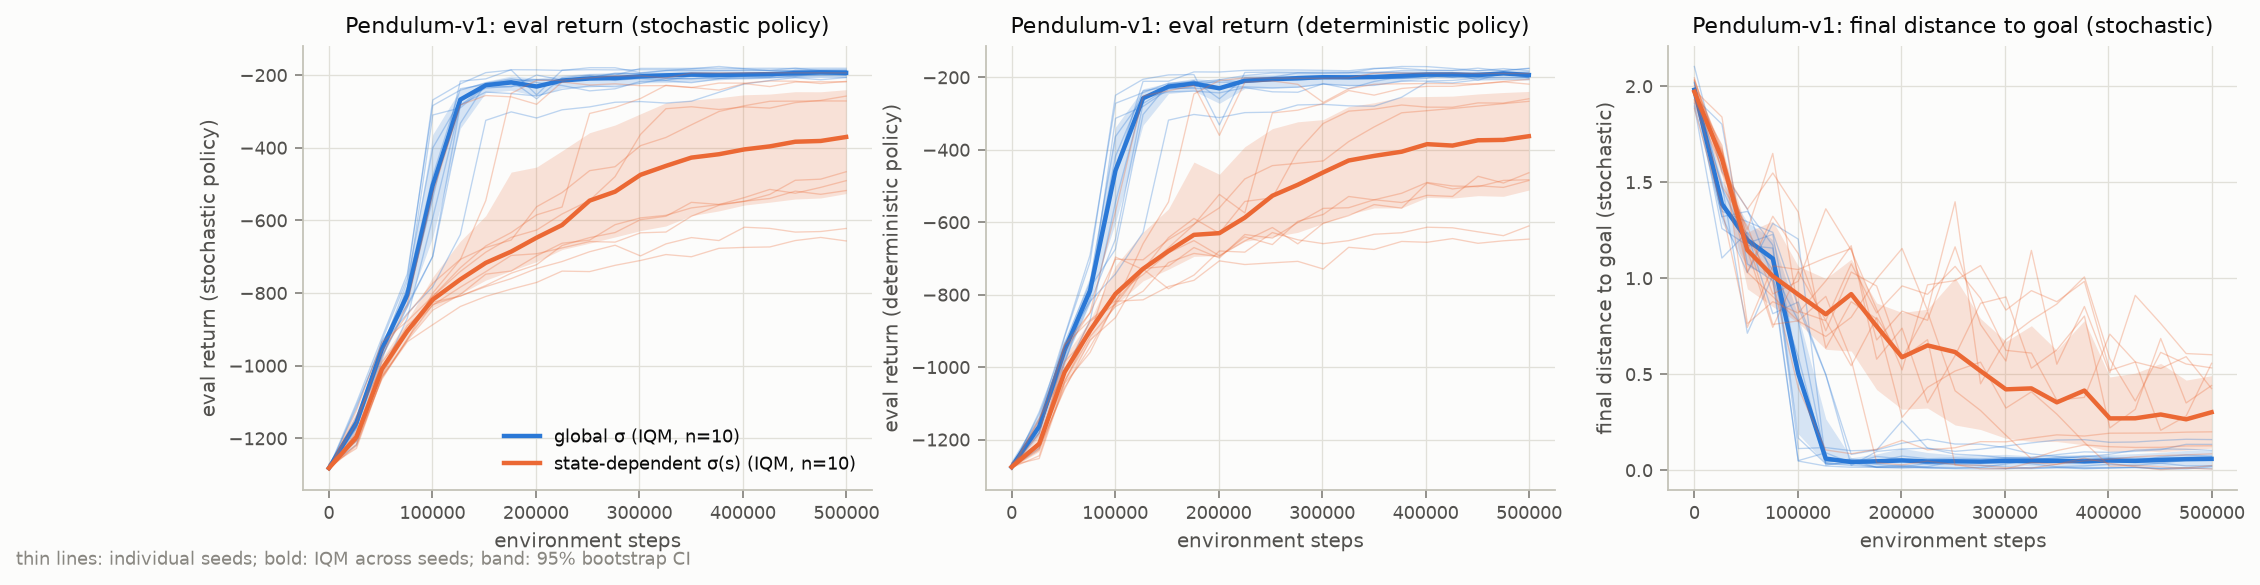 Pendulum-v1: eval return (stochastic policy)
eval return (stochastic policy)
−200
−400
−600
−800
−1000
−1200
global σ (IQM, n=10)
state-dependent σ(s) (IQM, n=10)
0
100000
200000
300000
400000
500000
environment steps
Pendulum-v1: eval return (deterministic policy)
eval return (deterministic policy)
−200
−400
−600
−800
−1000
−1200
0
100000
200000
300000
400000
500000
environment steps
Pendulum-v1: final distance to goal (stochastic)
final distance to goal (stochastic)
2.0
1.5
1.0
0.5
0.0
0
100000
200000
300000
400000
500000
environment steps
thin lines: individual seeds; bold: IQM across seeds; band: 95% bootstrap CI